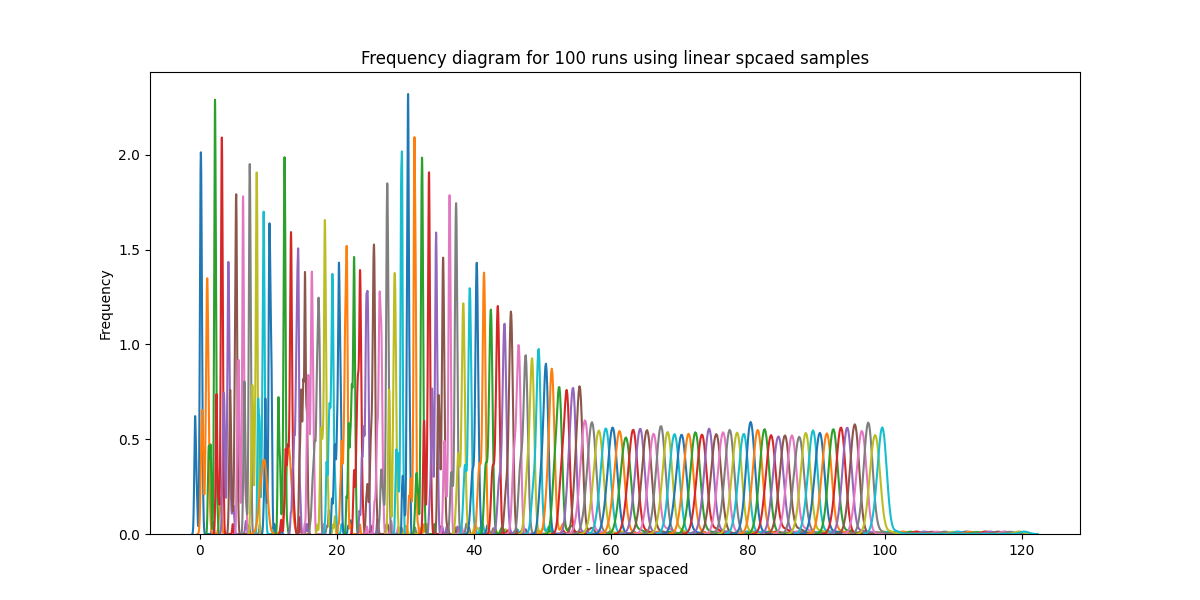 Frequency diagram for 100 runs using linear spcaed samples
2.0
1.5
1.0
0.5
0.0
Frequency
0 20 40 60 80 100 120
Order - linear spaced